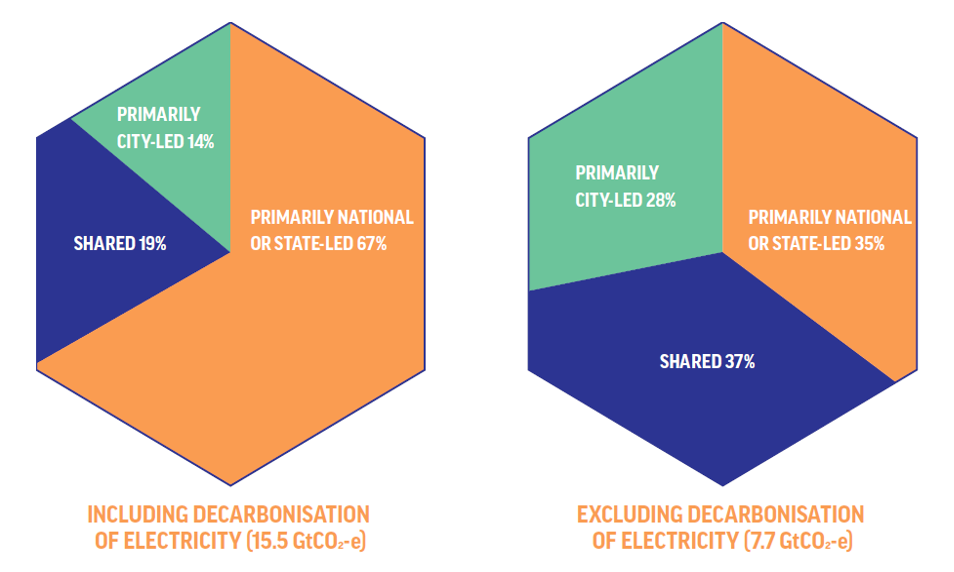 PRIMARILY
CITY-LED 14%
SHARED 19%
PRIMARILY NATIONAL
OR STATE-LED 67%
INCLUDING DECARBONISATION
OF ELECTRICITY (15.5 GtCO₂-e)
PRIMARILY
CITY-LED 28%
PRIMARILY NATIONAL
OR STATE-LED 35%
SHARED 37%
EXCLUDING DECARBONISATION
OF ELECTRICITY (7.7 GtCO₂-e)